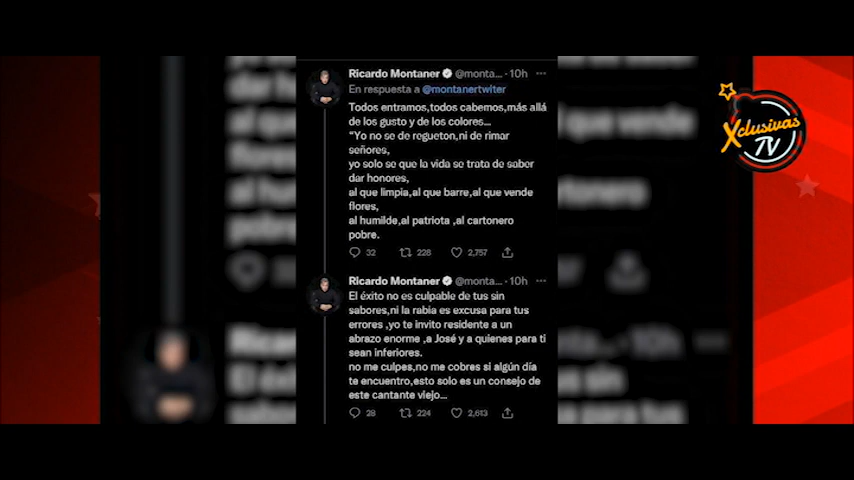 Ricardo Montaner @monta... · 10h
En respuesta a @montanertwiter
Todos entramos,todos cabemos,más allá
de los gusto y de los colores...
"Yo no se de regueton,ni de rimar
señores,
yo solo se que la vida se trata de saber
dar honores,
al que limpia,al que barre,al que vende
flores,
al humilde,al patriota ,al cartonero
pobre.
32 228 2,757
Ricardo Montaner @monta... · 10h
El éxito no es culpable de tus sin
sabores,ni la rabia es excusa para tus
errores ,yo te invito residente a un
abrazo enorme ,a José y a quienes para ti
sean inferiores.
no me culpes,no me cobres si algún día
te encuentro,esto solo es un consejo de
este cantante viejo...
28 224 2,613
Xclusivas
TV